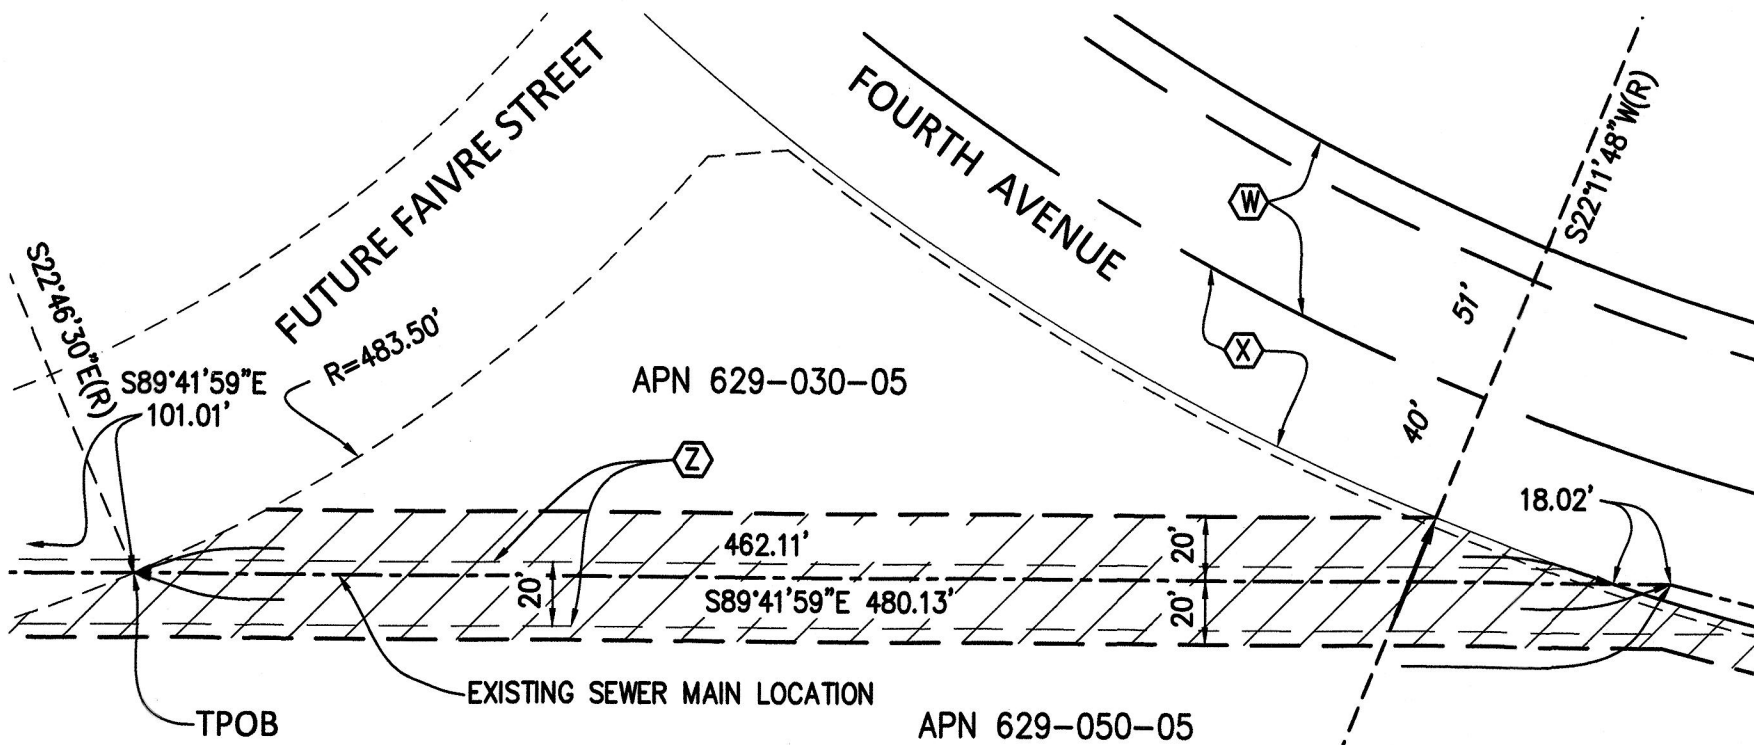 FUTURE FAIVRE STREET
FOURTH AVENUE
S22°11'48"W(R)
W
S22°46'30"E(R)
51'
R=483.50'
X
S89°41'59"E
101.01'
APN 629-030-05
40'
Z
18.02'
462.11'
20'
20'
S89°41'59"E 480.13'
20'
EXISTING SEWER MAIN LOCATION
TPOB
APN 629-050-05